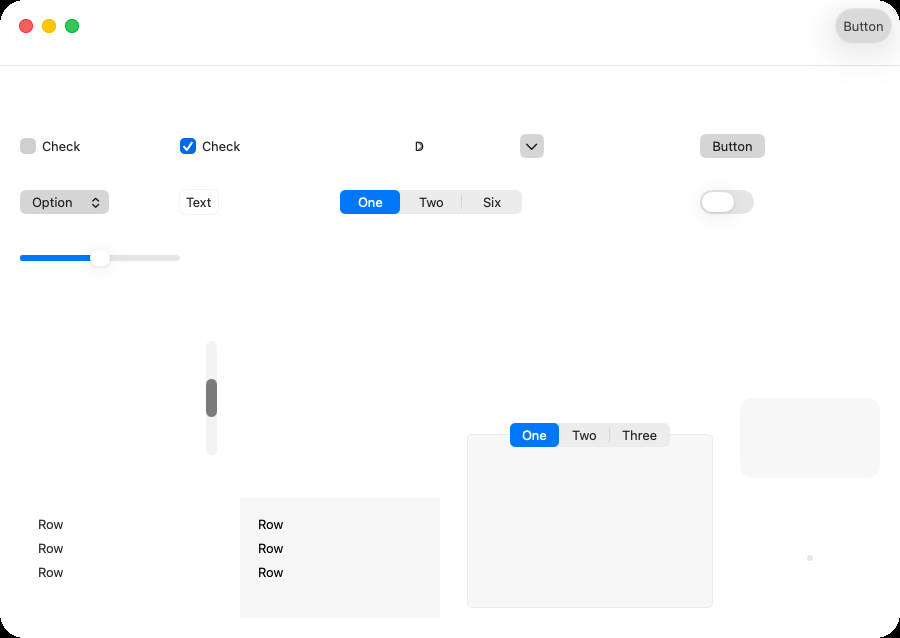 Button
Check
Check
Button
Option
Text
One Two Six
One Two Three
Row
Row
Row
Row
Row
Row